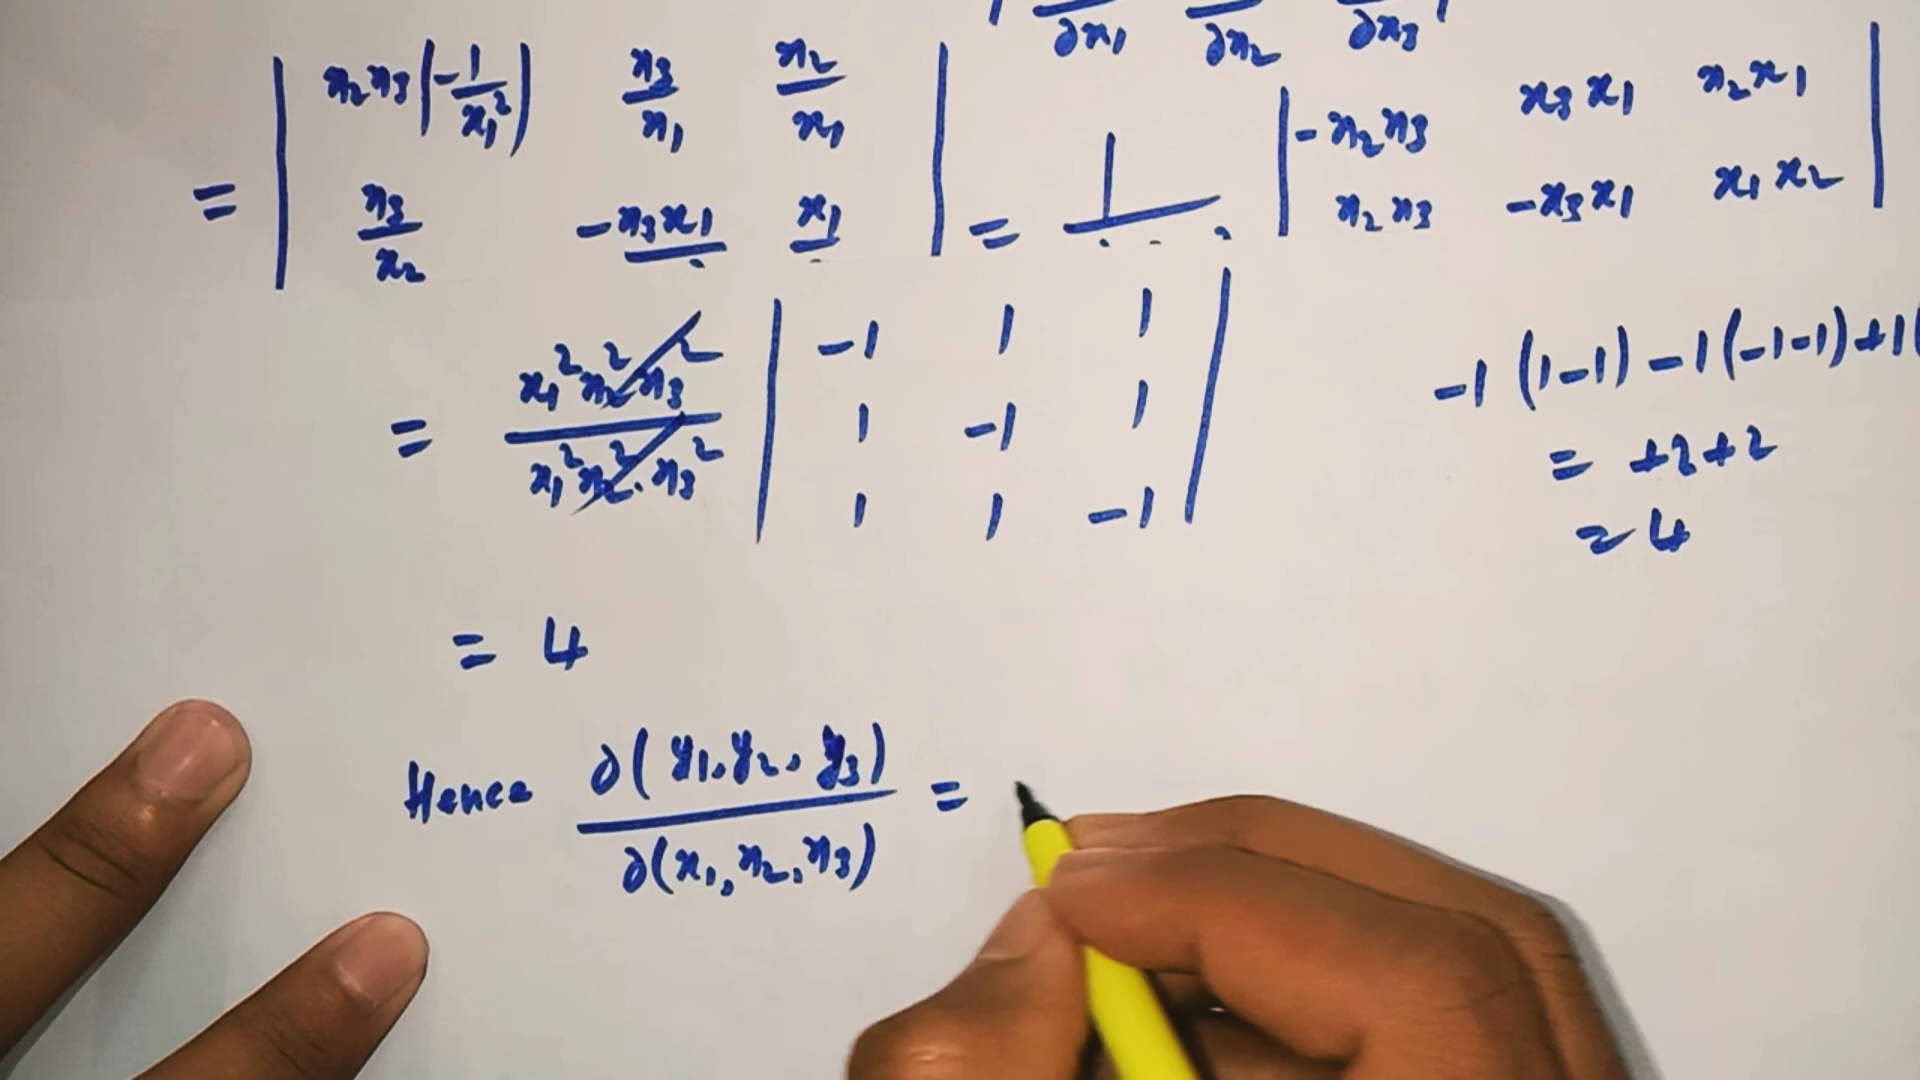 ∂x₁ ∂x₂ ∂x₃
= | x₂x₃(-1/x₁²) x₃/x₁ x₂/x₁ | = 1/ | -x₂x₃ x₃x₁ x₂x₁ |
x₃/x₂ -x₃x₁/ x₁/ x₂x₃ -x₃x₁ x₁x₂
= x₁²x₂²x₃²/x₁²x₂².x₃² | -1 1 1 |
1 -1 1
1 1 -1
-1 (1-1) -1(-1-1)+1(
= +2+2
= 4
= 4
Hence ∂(y₁, y₂, y₃)/∂(x₁, x₂, x₃) =